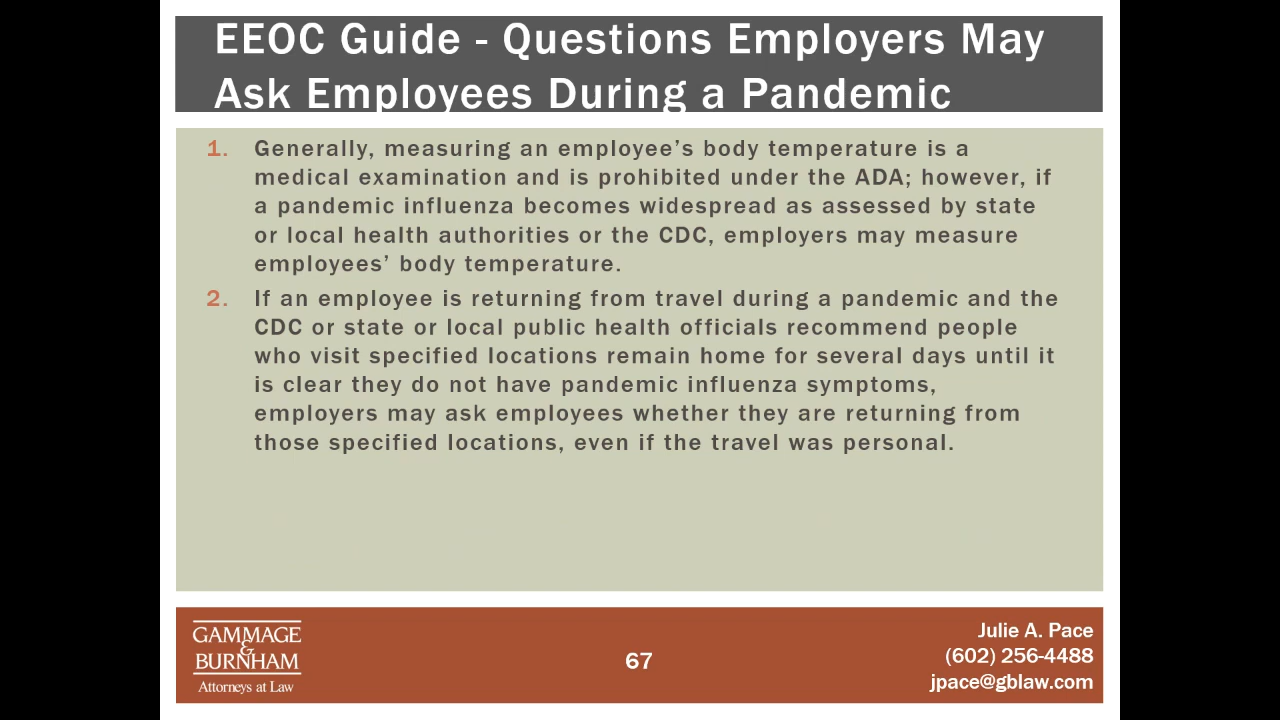 EEOC Guide - Questions Employers May
Ask Employees During a Pandemic
1. Generally, measuring an employee’s body temperature is a
medical examination and is prohibited under the ADA; however, if
a pandemic influenza becomes widespread as assessed by state
or local health authorities or the CDC, employers may measure
employees’ body temperature.
2. If an employee is returning from travel during a pandemic and the
CDC or state or local public health officials recommend people
who visit specified locations remain home for several days until it
is clear they do not have pandemic influenza symptoms,
employers may ask employees whether they are returning from
those specified locations, even if the travel was personal.
GAMMAGE
&
BURNHAM
Attorneys at Law
67
Julie A. Pace
(602) 256-4488
jpace@gblaw.com